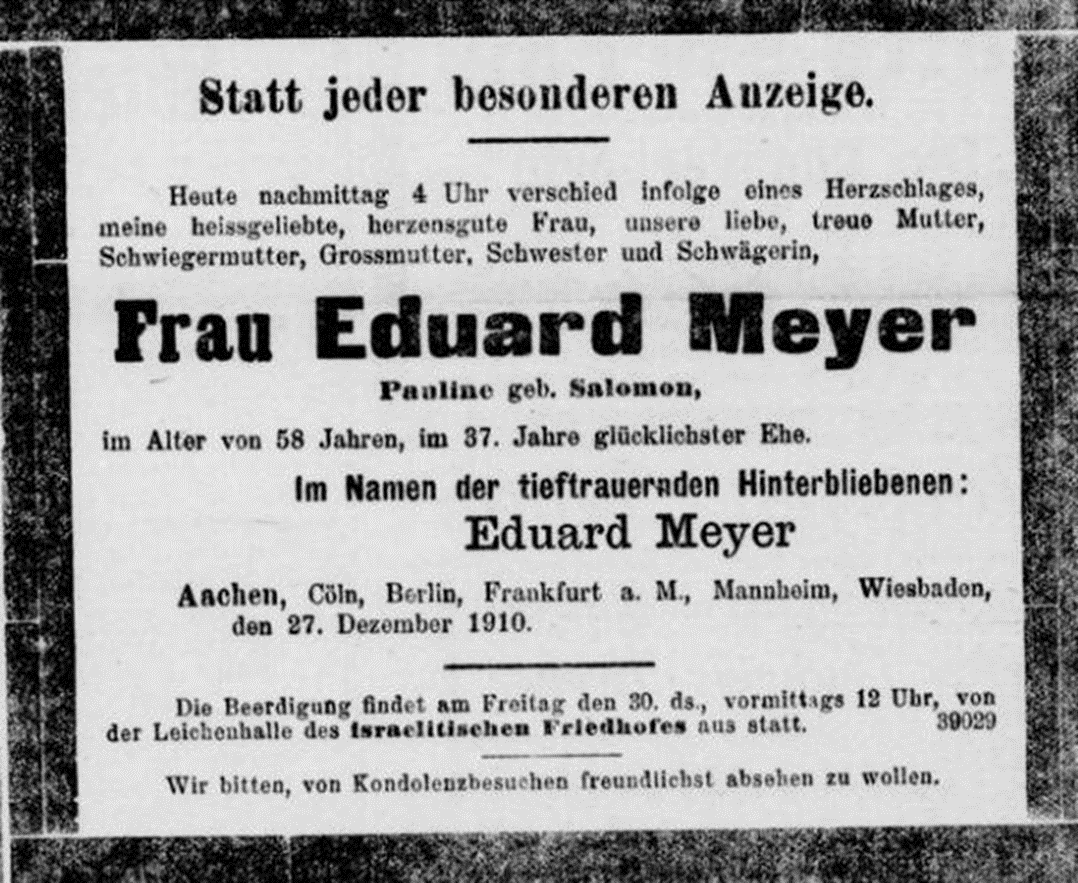 Statt jeder besonderen Anzeige.
Heute nachmittag 4 Uhr verschied infolge eines Herzschlages,
meine heissgeliebte, herzensgute Frau, unsere liebe, treue Mutter,
Schwiegermutter, Grossmutter, Schwester und Schwägerin,
Frau Eduard Meyer
Pauline geb. Salomon,
im Alter von 58 Jahren, im 37. Jahre glücklichster Ehe.
Im Namen der tieftrauernden Hinterbliebenen:
Eduard Meyer
Aachen, Cöln, Berlin, Frankfurt a. M., Mannheim, Wiesbaden,
den 27. Dezember 1910.
Die Beerdigung findet am Freitag den 30. ds., vormittags 12 Uhr, von
der Leichenhalle des Israelitischen Friedhofes aus statt. 39029
Wir bitten, von Kondolenzbesuchen freundlichst absehen zu wollen.